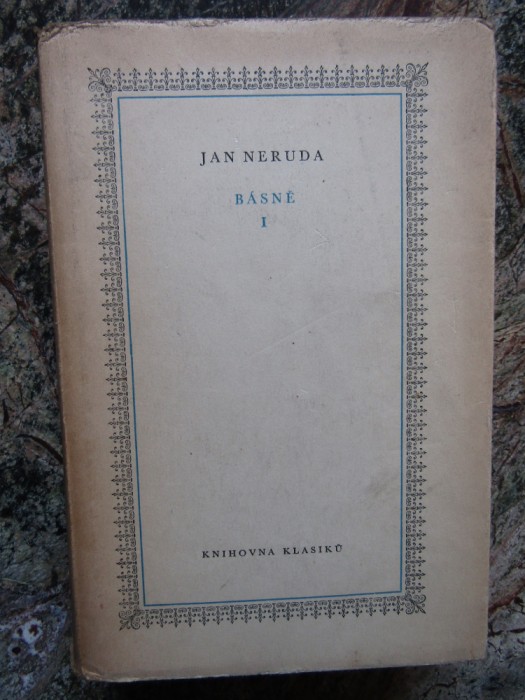 JAN NERUDA
BÁSNĚ
I
KNIHOVNA KLASIKŮ